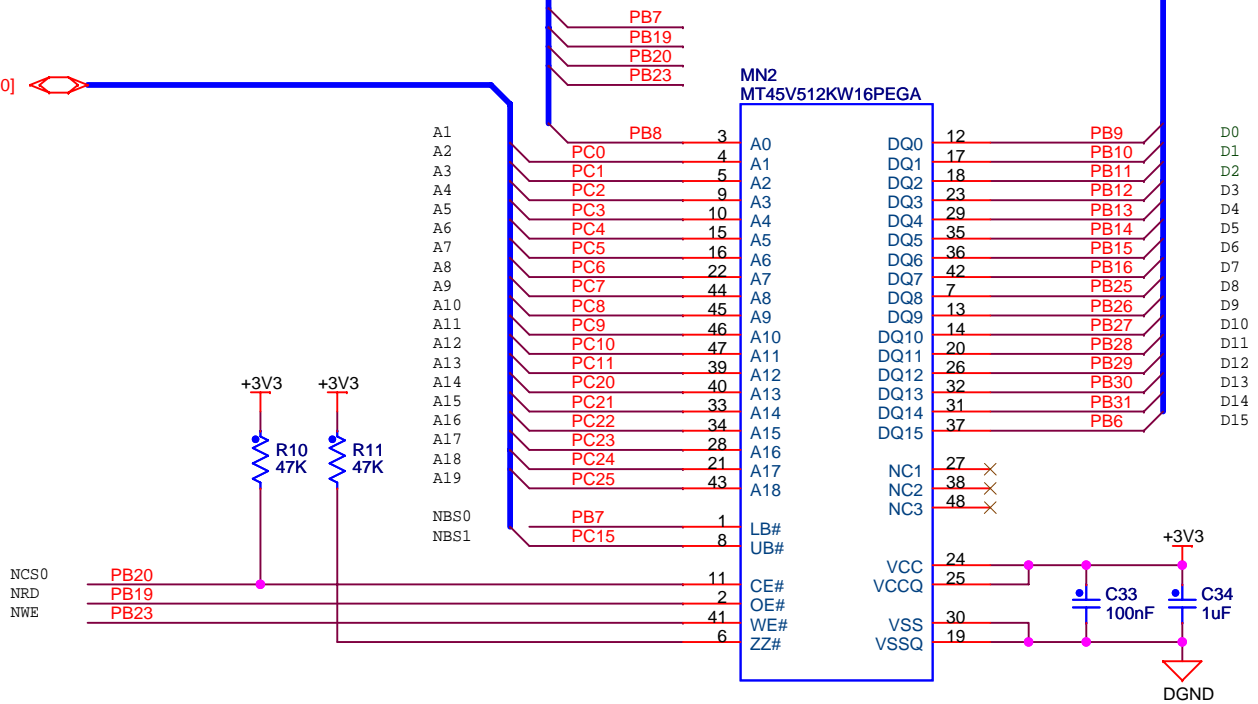 PB7
PB19
PB20
PB23
0]
MN2
MT45V512KW16PEGA
A1 PB8 3 A0 DQ0 12 PB9 D0
A2 PC0 4 A1 DQ1 17 PB10 D1
A3 PC1 5 A2 DQ2 18 PB11 D2
A4 PC2 9 A3 DQ3 23 PB12 D3
A5 PC3 10 A4 DQ4 29 PB13 D4
A6 PC4 15 A5 DQ5 35 PB14 D5
A7 PC5 16 A6 DQ6 36 PB15 D6
A8 PC6 22 A7 DQ7 42 PB16 D7
A9 PC7 44 A8 DQ8 7 PB25 D8
A10 PC8 45 A9 DQ9 13 PB26 D9
A11 PC9 46 A10 DQ10 14 PB27 D10
A12 PC10 47 A11 DQ11 20 PB28 D11
A13 PC11 39 A12 DQ12 26 PB29 D12
A14 PC20 40 A13 DQ13 32 PB30 D13
A15 PC21 33 A14 DQ14 31 PB31 D14
A16 PC22 34 A15 DQ15 37 PB6 D15
A17 PC23 28 A16
A18 PC24 21 A17 NC1 27
A19 PC25 43 A18 NC2 38
NC3 48
+3V3 +3V3
R10 R11
47K 47K
NBS0 PB7 1 LB#
NBS1 PC15 8 UB#
+3V3
VCC 24
NCS0 PB20 11 CE# VCCQ 25
NRD PB19 2 OE#
C33 C34
100nF 1uF
NWE PB23 41 WE# VSS 30
6 ZZ# VSSQ 19
DGND